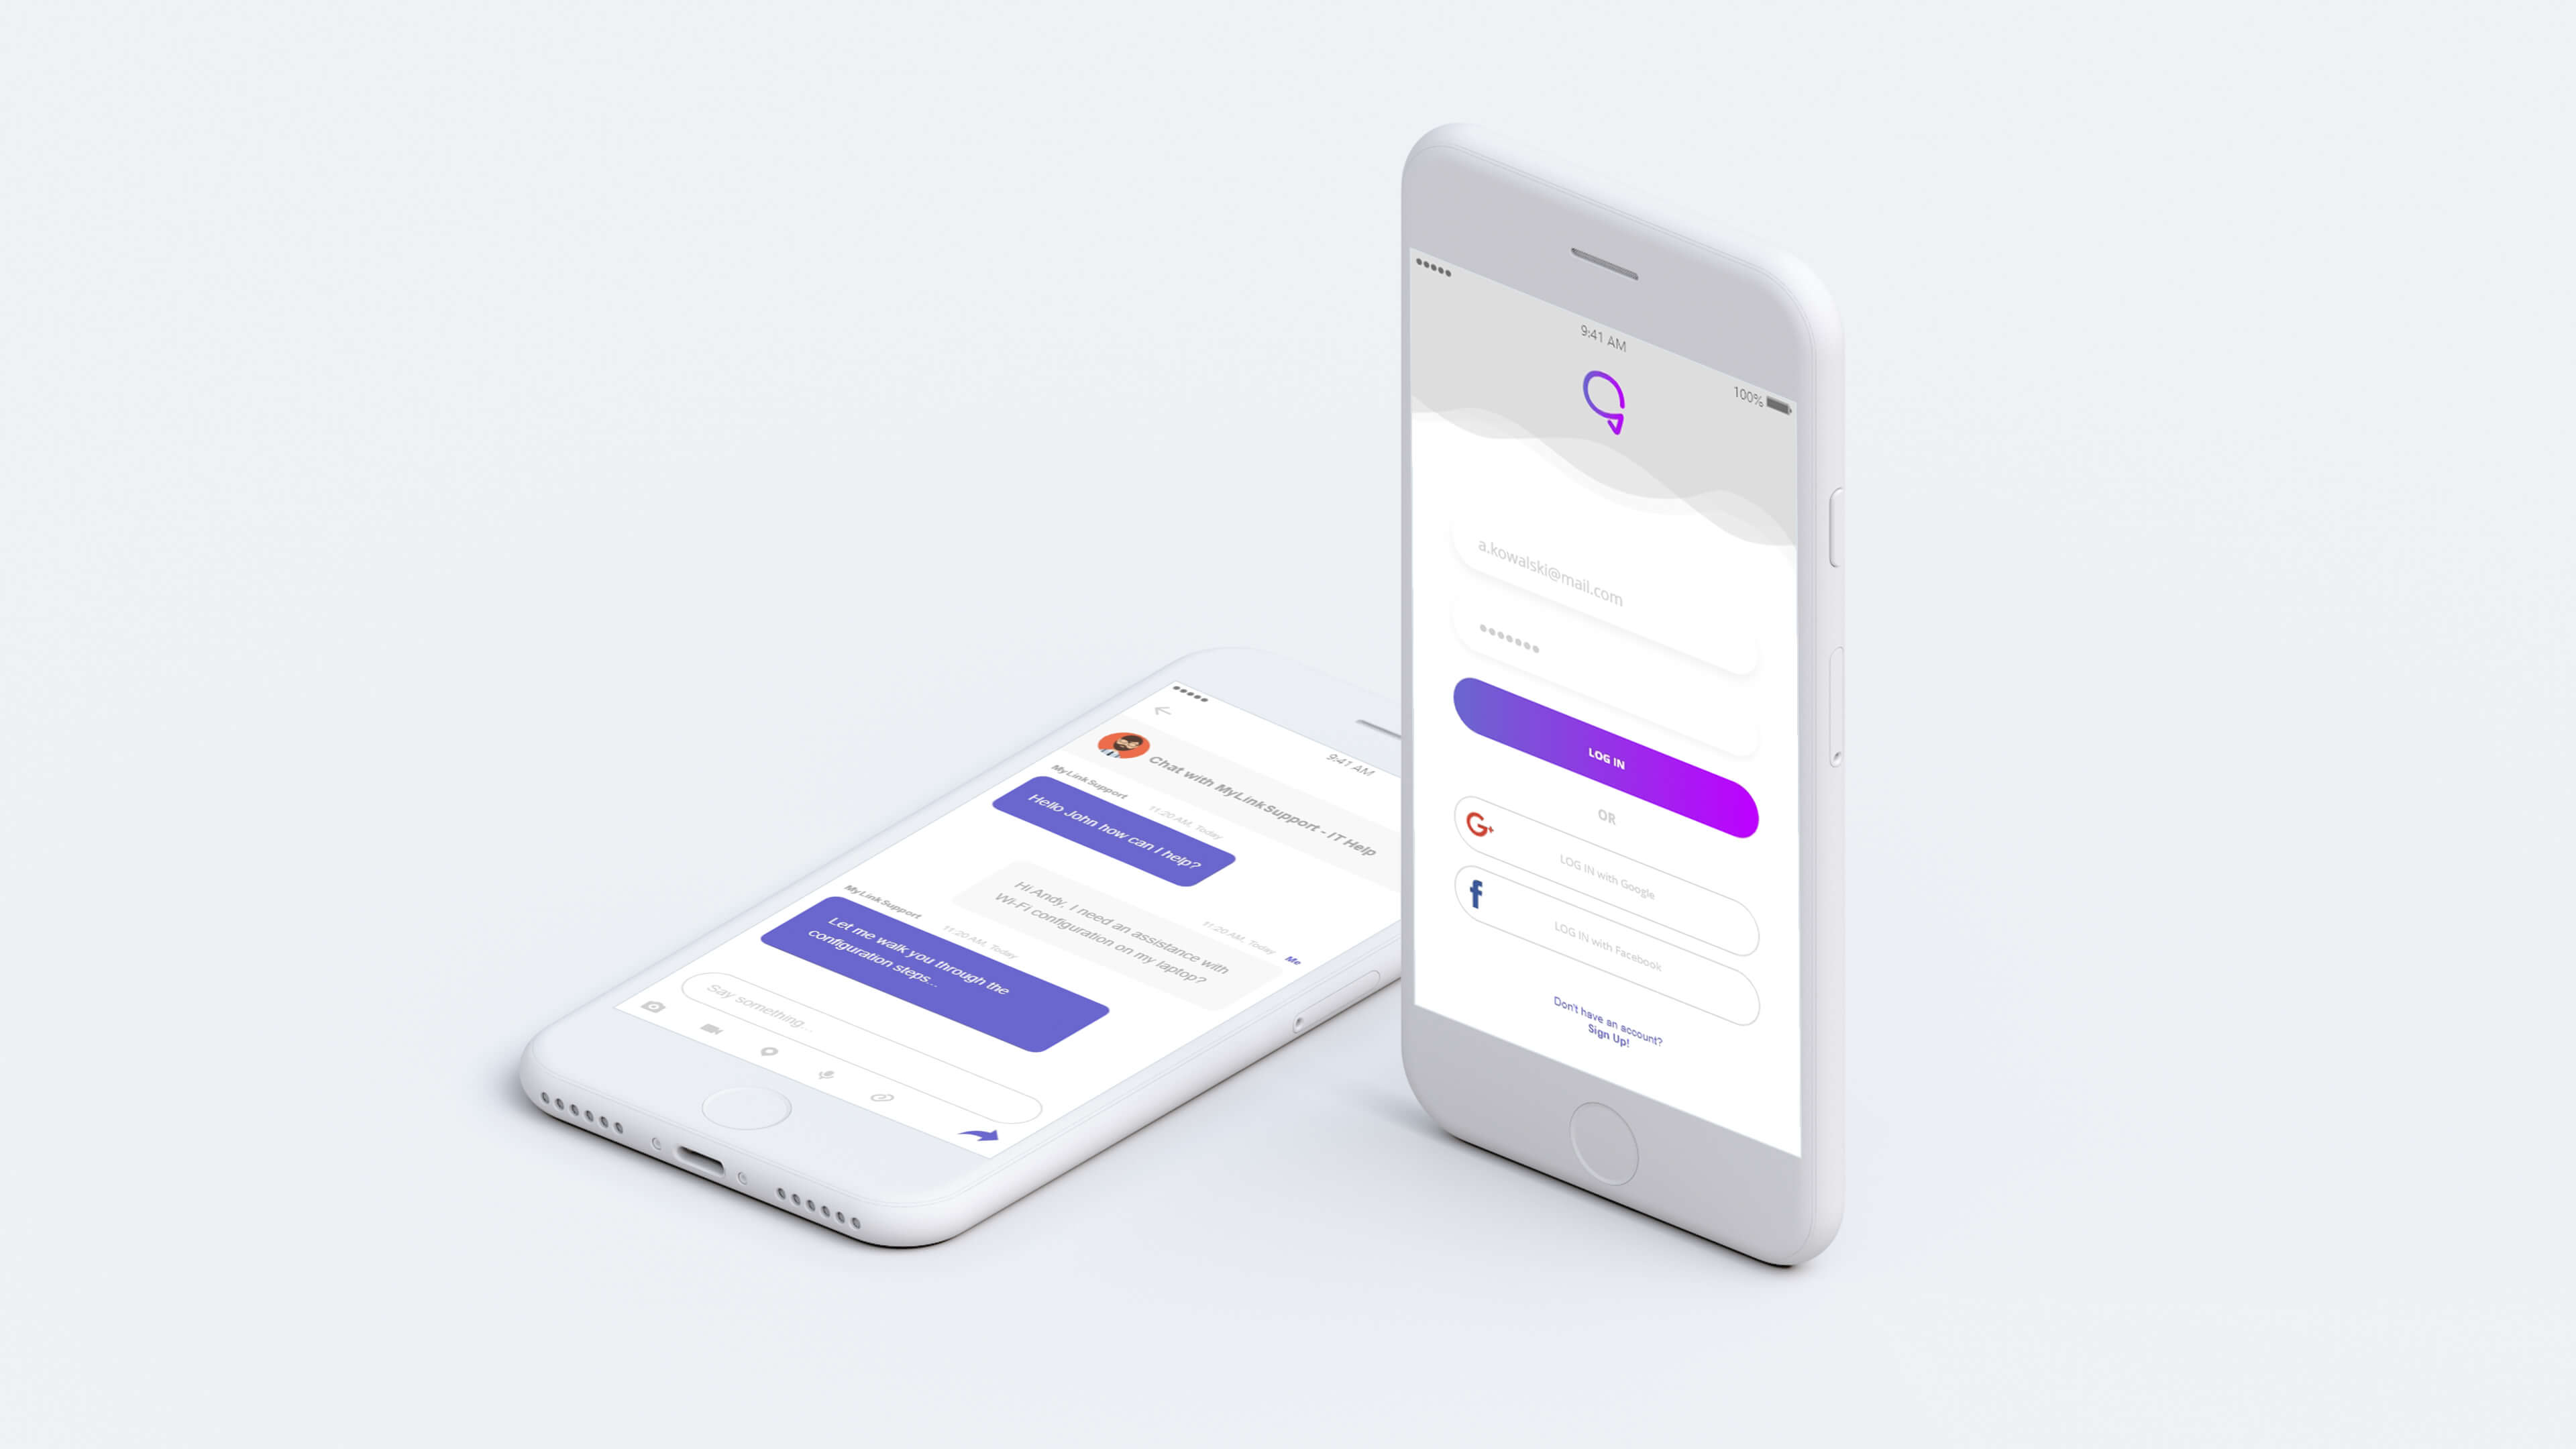 9:41 AM
Chat with MyLinkSupport - IT Help
MyLinkSupport
11:20 AM, Today
Hello John how can I help?
11:20 AM, Today
Me
Hi Andy, I need an assistance with
Wi-Fi configuration on my laptop?
MyLinkSupport
11:20 AM, Today
Let me walk you through the
configuration steps...
Say something...
9:41 AM
100%
a.kowalski@mail.com
LOG IN
OR
G+
LOG IN with Google
f
LOG IN with Facebook
Don't have an account?
Sign Up!